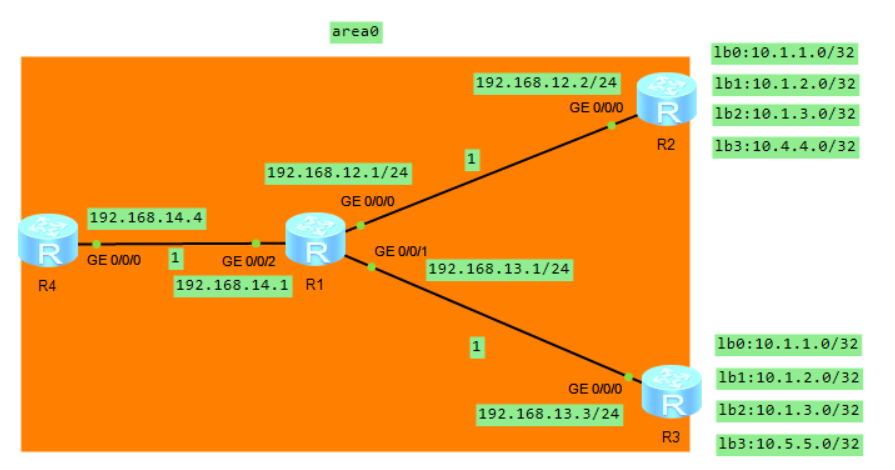 area0
lb0:10.1.1.0/32
192.168.12.2/24
lb1:10.1.2.0/32
GE 0/0/0
lb2:10.1.3.0/32
R
R2
lb3:10.4.4.0/32
1
192.168.12.1/24
GE 0/0/0
192.168.14.4
R
R4
GE 0/0/0
1
GE 0/0/2
192.168.14.1
R
R1
GE 0/0/1
192.168.13.1/24
1
lb0:10.1.1.0/32
GE 0/0/0
lb1:10.1.2.0/32
192.168.13.3/24
R
R3
lb2:10.1.3.0/32
lb3:10.5.5.0/32